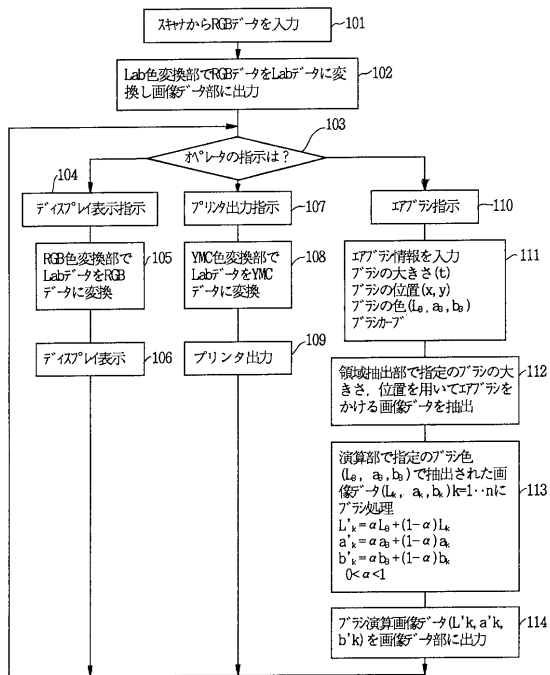 スキャナからRGBデータを入力
101
Lab色変換部でRGBデータをLabデータに変
換し画像データ部に出力
102
オペレータの指示は？
103
104
ディスプレイ表示指示
RGB色変換部で
LabデータをRGB
データに変換
105
ディスプレイ表示
106
プリンタ出力指示
107
YMC色変換部で
LabデータをYMC
データに変換
108
プリンタ出力
109
エアブラシ指示
110
エアブラシ情報を入力
ブラシの大きさ(t)
ブラシの位置(x, y)
ブラシの色(L_B, a_B, b_B)
ブラシカーブ
111
領域抽出部で指定のブラシの大
きさ, 位置を用いてエアブラシを
かける画像データを抽出
112
演算部で指定のブラシ色
(L_B, a_B, b_B)で抽出された画
像データ(L_k, a_k, b_k)k=1‥nに
ブラシ処理
L'_k=αL_B+(1-α)L_k
a'_k=αa_B+(1-α)a_k
b'_k=αb_B+(1-α)b_k
0<α<1
113
ブラシ演算画像データ(L'k, a'k,
b'k)を画像データ部に出力
114